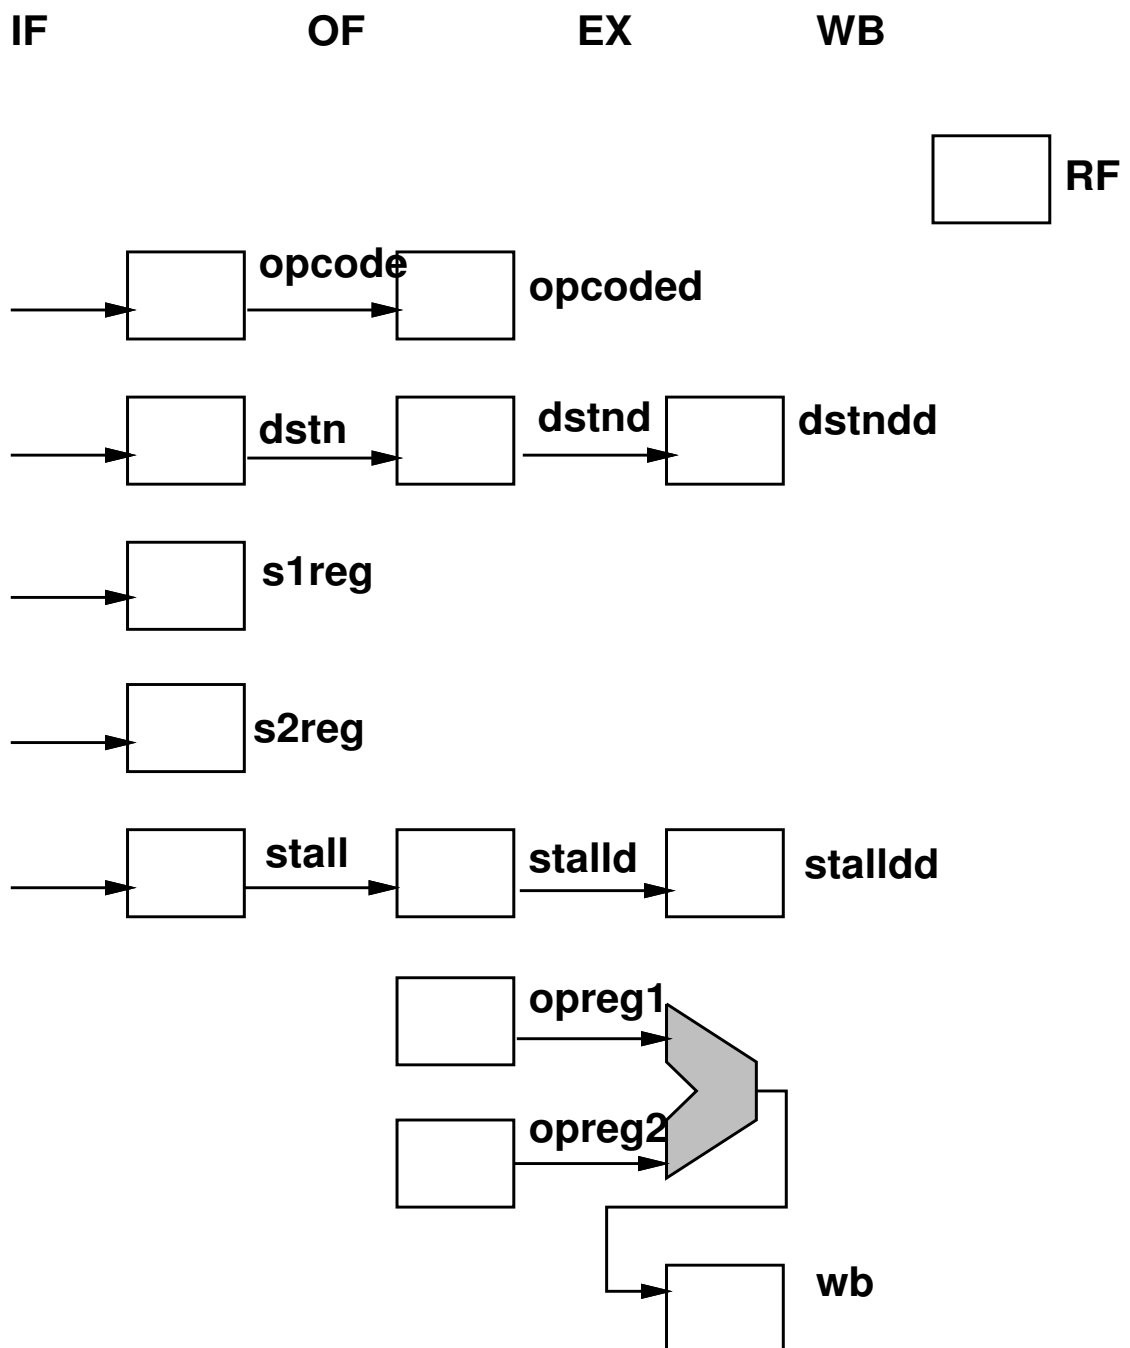 IF OF EX WB
RF
opcode opcoded
dstn dstnd dstndd
s1reg
s2reg
stall stalld stalldd
opreg1
opreg2
wb